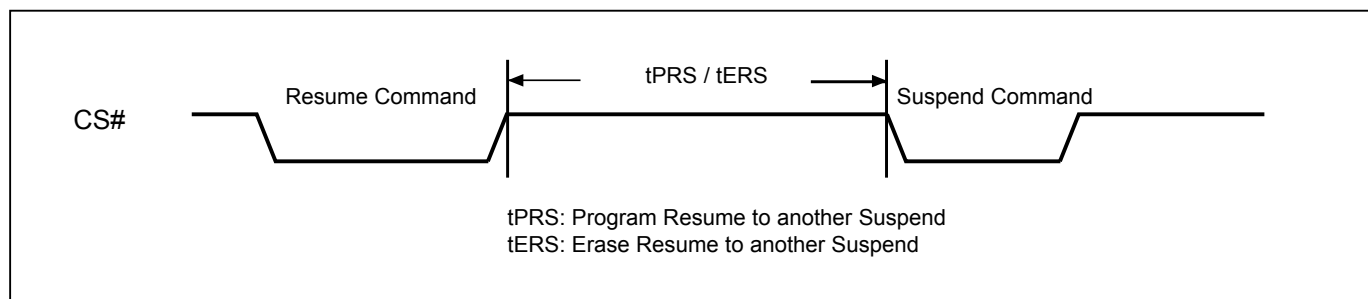 tPRS / tERS
Resume Command
Suspend Command
CS#
tPRS: Program Resume to another Suspend
tERS: Erase Resume to another Suspend